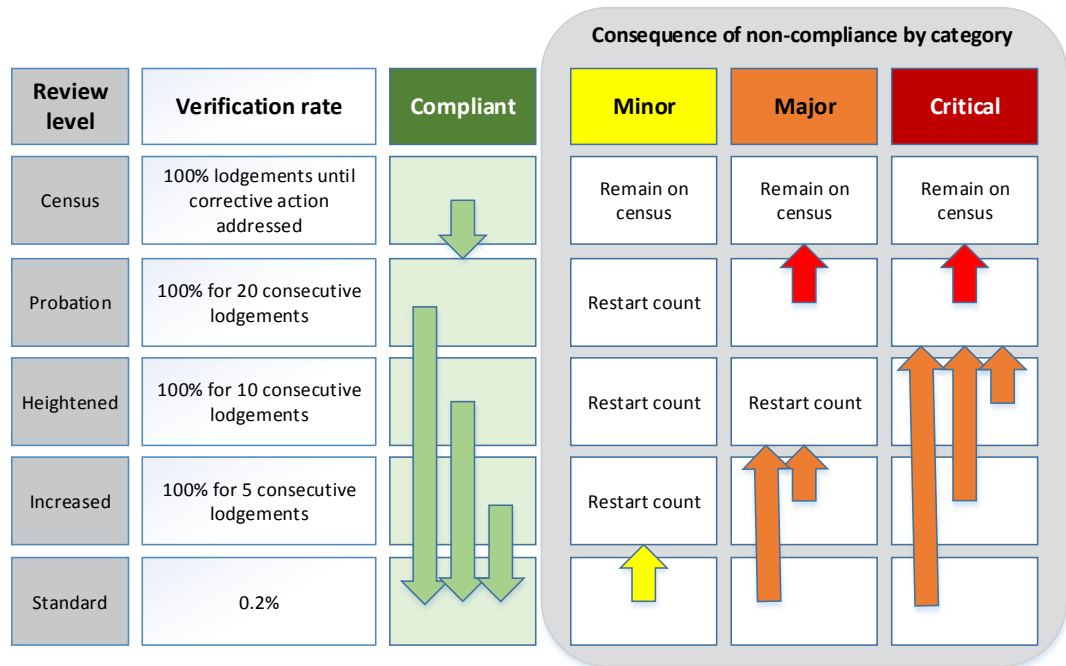 Consequence of non-compliance by category
Review
level
Verification rate
Compliant
Minor
Major
Critical
Census
100% lodgements until
corrective action
addressed
Remain on
census
Remain on
census
Remain on
census
Probation
100% for 20 consecutive
lodgements
Restart count
Heightened
100% for 10 consecutive
lodgements
Restart count
Restart count
Increased
100% for 5 consecutive
lodgements
Restart count
Standard
0.2%